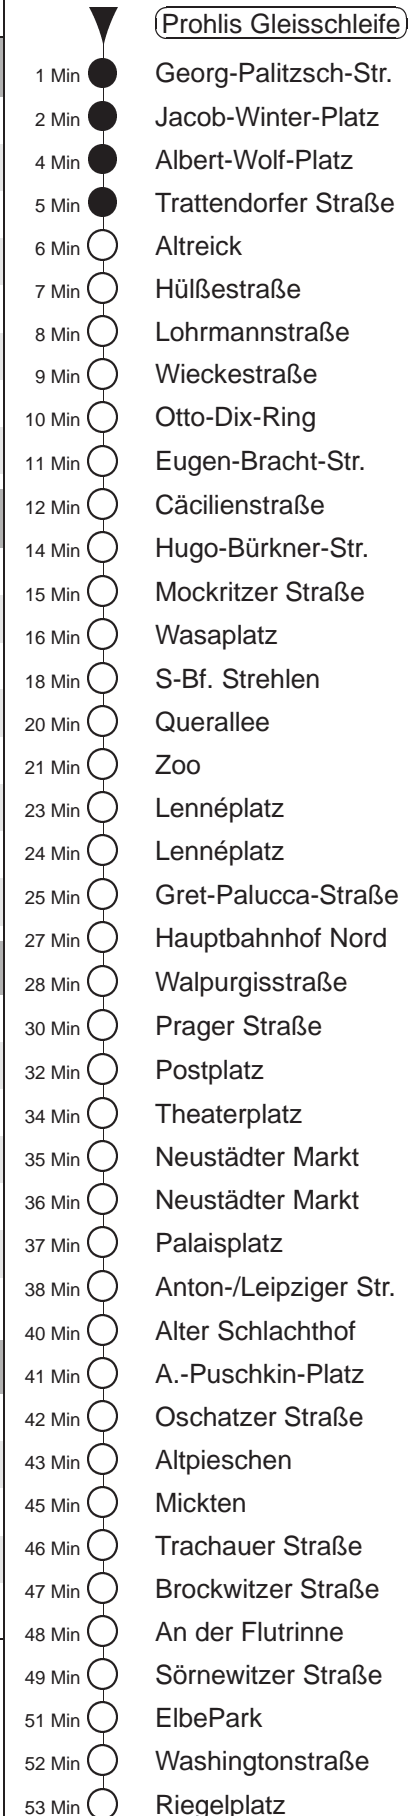 Prohlis Gleisschleife
1 Min Georg-Palitzsch-Str.
2 Min Jacob-Winter-Platz
4 Min Albert-Wolf-Platz
5 Min Trattendorfer Straße
6 Min Altreick
7 Min Hülßestraße
8 Min Lohrmannstraße
9 Min Wieckestraße
10 Min Otto-Dix-Ring
11 Min Eugen-Bracht-Str.
12 Min Cäcilienstraße
14 Min Hugo-Bürkner-Str.
15 Min Mockritzer Straße
16 Min Wasaplatz
18 Min S-Bf. Strehlen
20 Min Querallee
21 Min Zoo
23 Min Lennéplatz
24 Min Lennéplatz
25 Min Gret-Palucca-Straße
27 Min Hauptbahnhof Nord
28 Min Walpurgisstraße
30 Min Prager Straße
32 Min Postplatz
34 Min Theaterplatz
35 Min Neustädter Markt
36 Min Neustädter Markt
37 Min Palaisplatz
38 Min Anton-/Leipziger Str.
40 Min Alter Schlachthof
41 Min A.-Puschkin-Platz
42 Min Oschatzer Straße
43 Min Altpieschen
45 Min Mickten
46 Min Trachauer Straße
47 Min Brockwitzer Straße
48 Min An der Flutrinne
49 Min Sörnewitzer Straße
51 Min ElbePark
52 Min Washingtonstraße
53 Min Riegelplatz